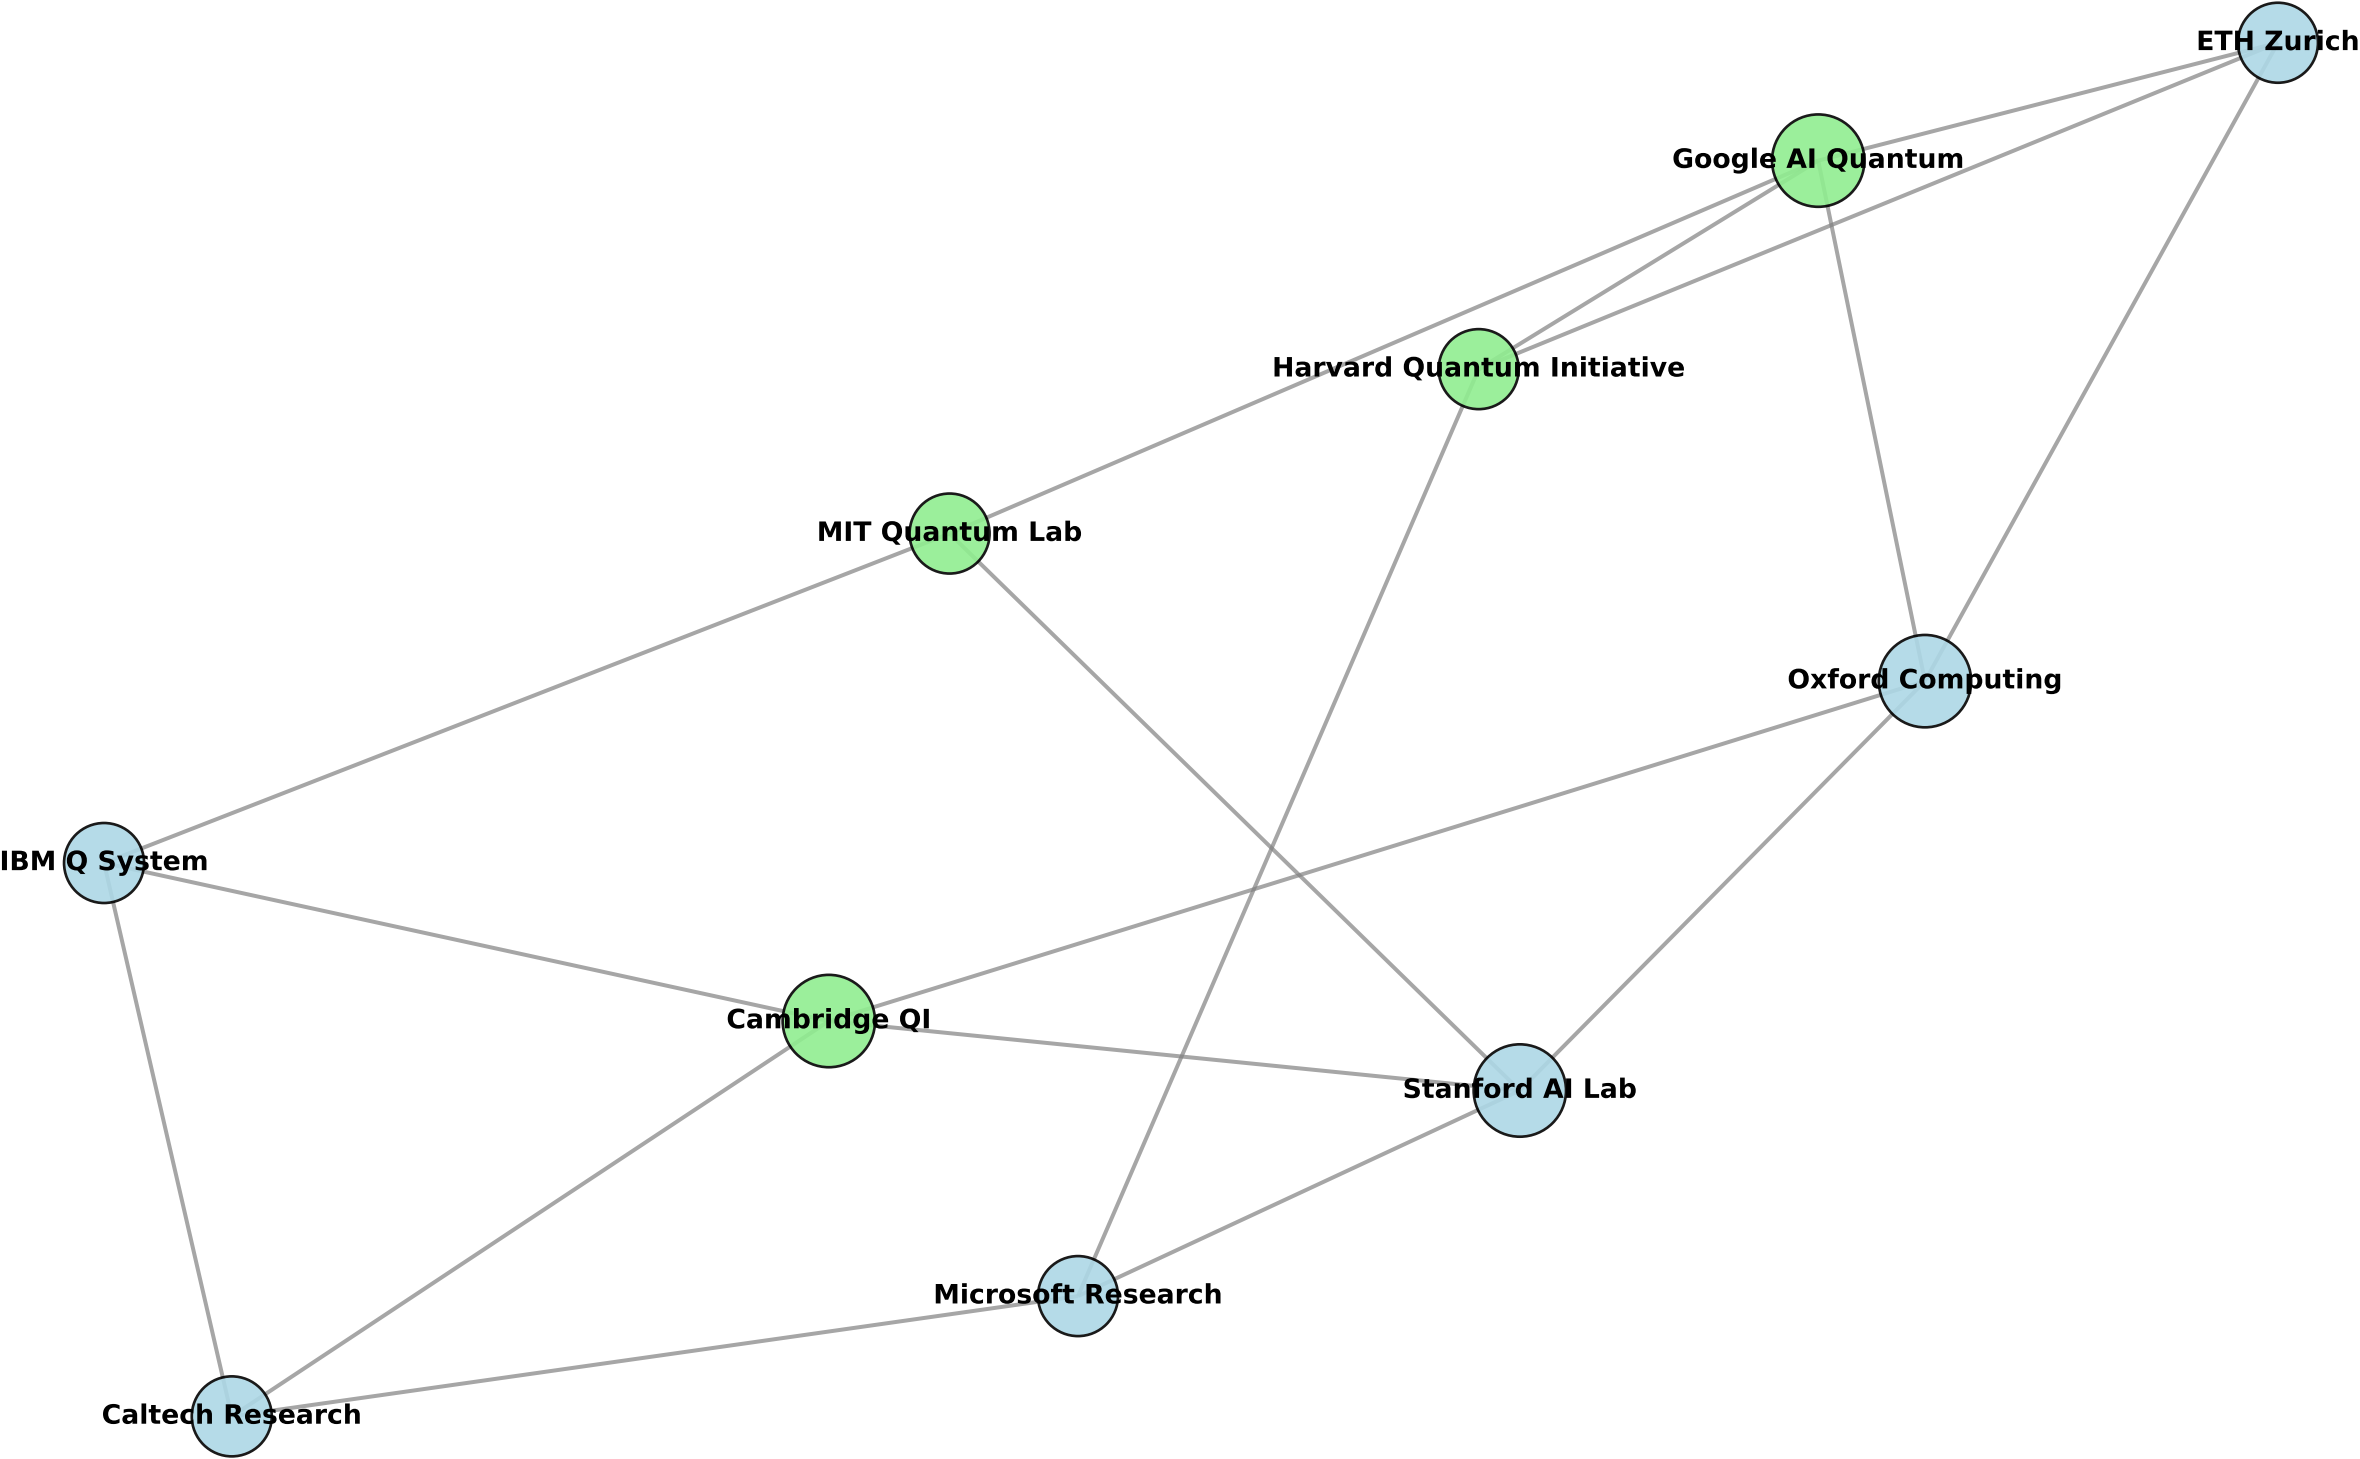 ETH Zurich
Google AI Quantum
Harvard Quantum Initiative
MIT Quantum Lab
Oxford Computing
IBM Q System
Cambridge QI
Stanford AI Lab
Microsoft Research
Caltech Research